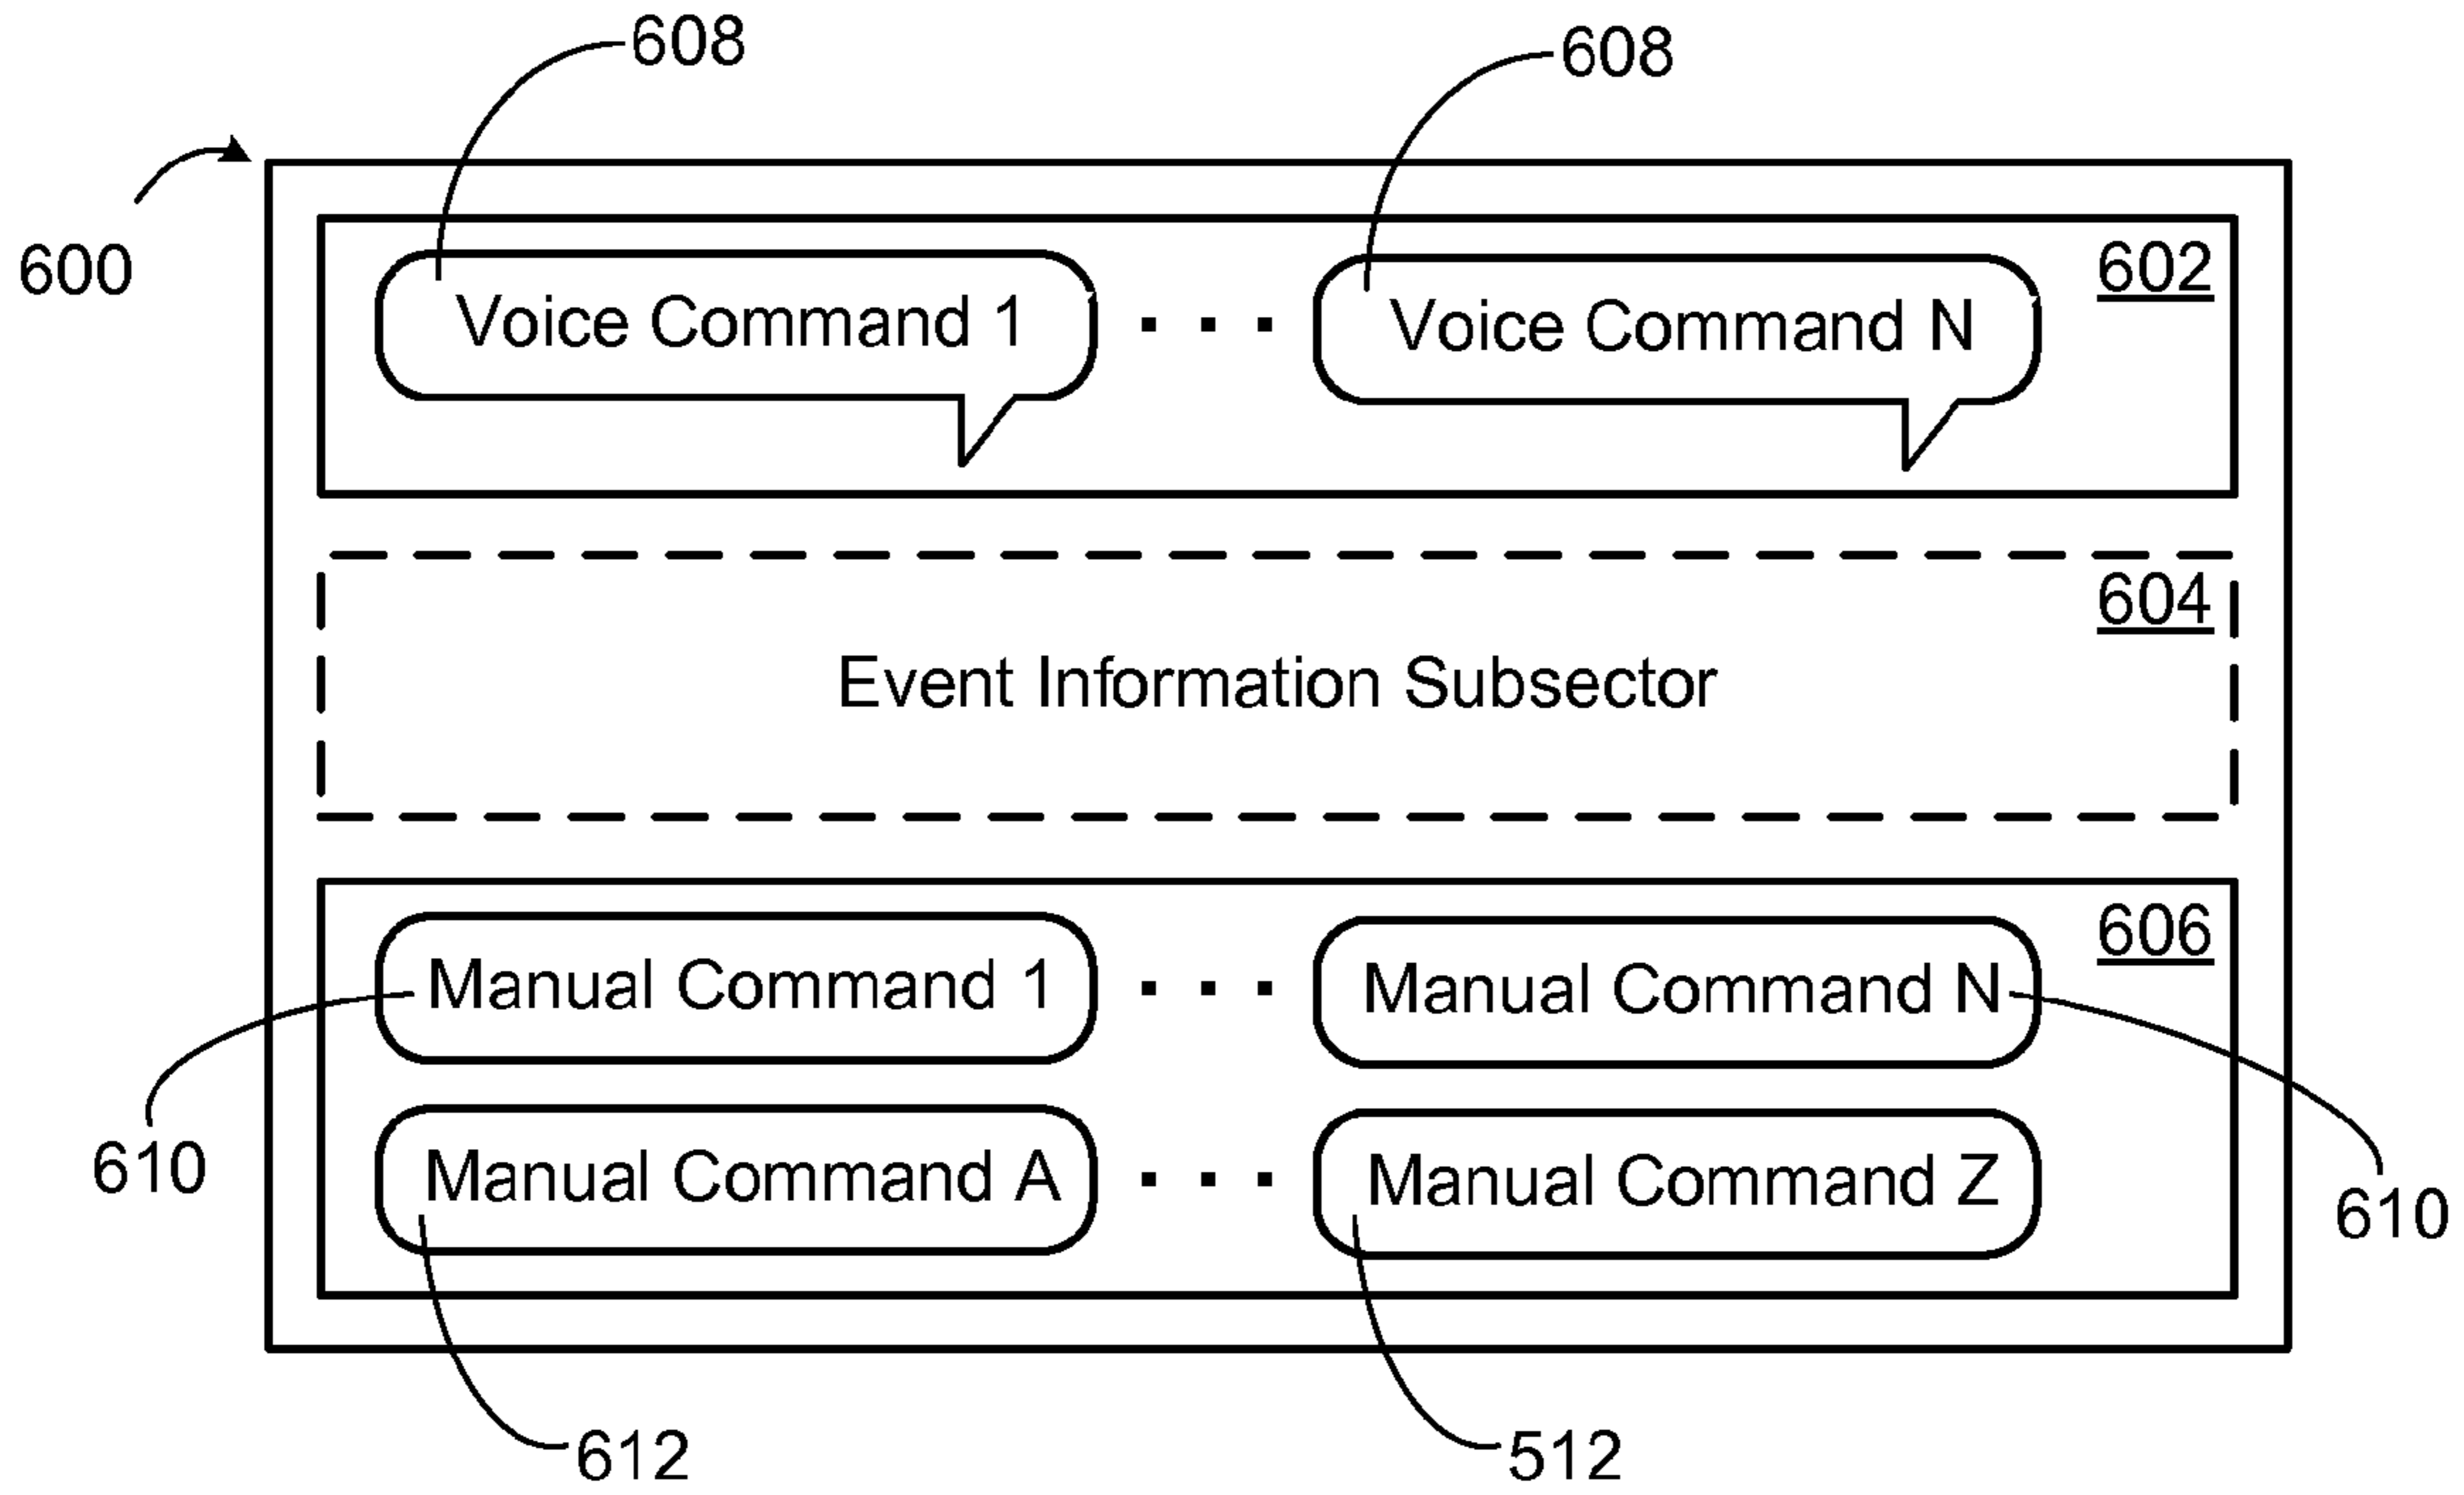 608
608
600
602
Voice Command 1 ... Voice Command N
604
Event Information Subsector
606
Manual Command 1 ... Manual Command N
610
Manual Command A ... Manual Command Z
610
612
512